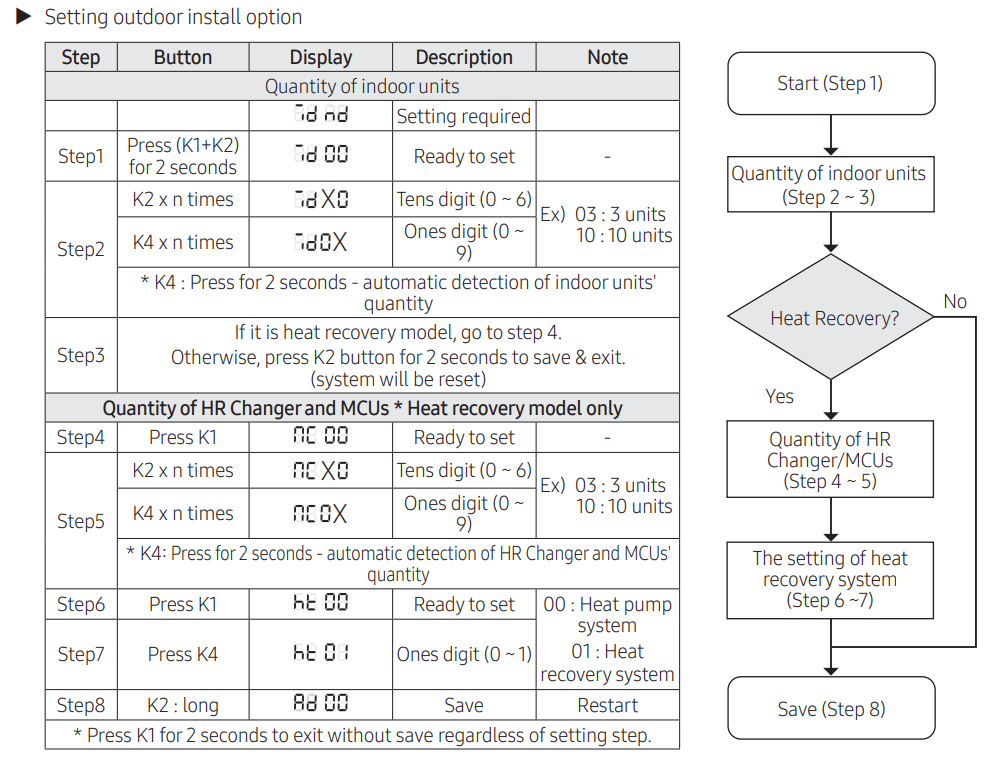 ▶ Setting outdoor install option
Step Button Display Description Note
Quantity of indoor units
id nd Setting required
Step1 Press (K1+K2) for 2 seconds id 00 Ready to set -
Step2 K2 x n times id X0 Tens digit (0 ~ 6) Ex) 03 : 3 units
10 : 10 units
K4 x n times id 0X Ones digit (0 ~ 9)
* K4 : Press for 2 seconds - automatic detection of indoor units'
quantity
Step3 If it is heat recovery model, go to step 4.
Otherwise, press K2 button for 2 seconds to save & exit.
(system will be reset)
Quantity of HR Changer and MCUs * Heat recovery model only
Step4 Press K1 MC 00 Ready to set -
Step5 K2 x n times MC X0 Tens digit (0 ~ 6) Ex) 03 : 3 units
10 : 10 units
K4 x n times MC 0X Ones digit (0 ~ 9)
* K4: Press for 2 seconds - automatic detection of HR Changer and MCUs'
quantity
Step6 Press K1 ht 00 Ready to set 00 : Heat pump
system
Step7 Press K4 ht 01 Ones digit (0 ~ 1) 01 : Heat
recovery system
Step8 K2 : long Ad 00 Save Restart
* Press K1 for 2 seconds to exit without save regardless of setting step.
Start (Step 1)
Quantity of indoor units
(Step 2 ~ 3)
Heat Recovery?
No
Yes
Quantity of HR
Changer/MCUs
(Step 4 ~ 5)
The setting of heat
recovery system
(Step 6 ~7)
Save (Step 8)